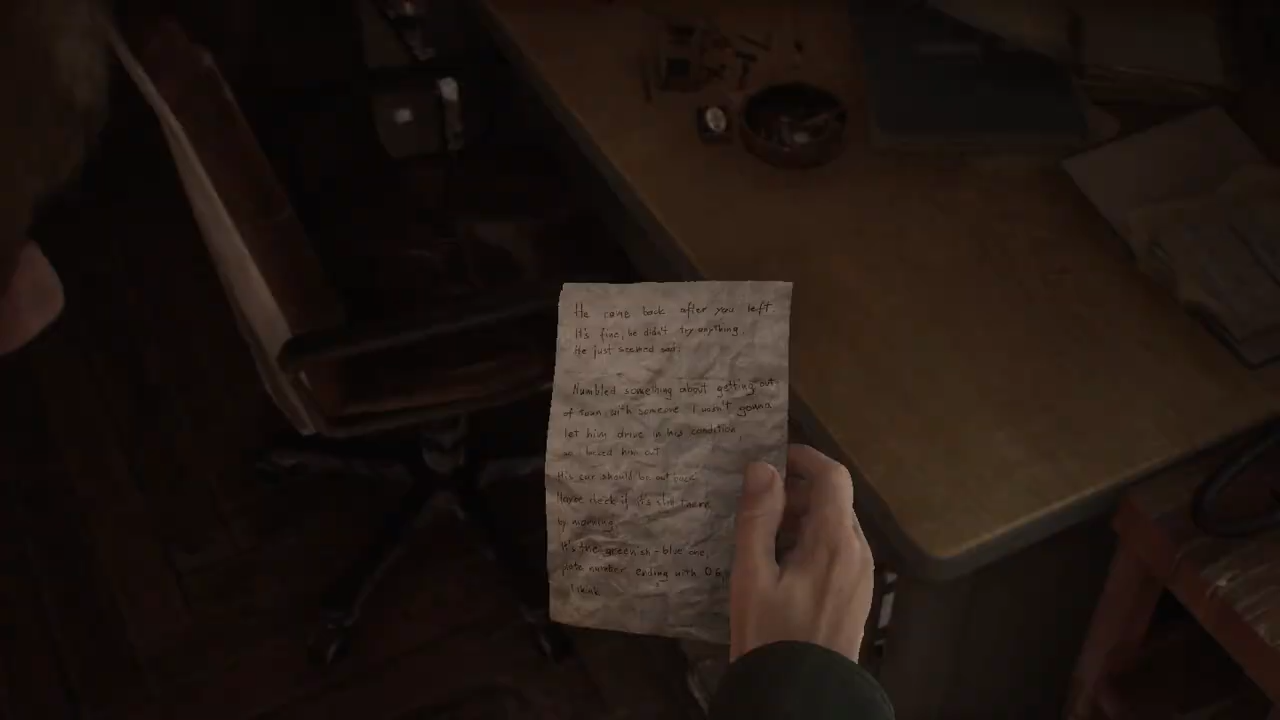 He came back after you left.
It's fine, he didn't try anything.
He just seemed sad.
Mumbled something about getting out
of town with someone. I wasn't gonna
let him drive in his condition,
so I
him out
His car should be out back
Maybe check if it's still there
by morning.
It's the greenish-blue one,
plate number ending with
I think